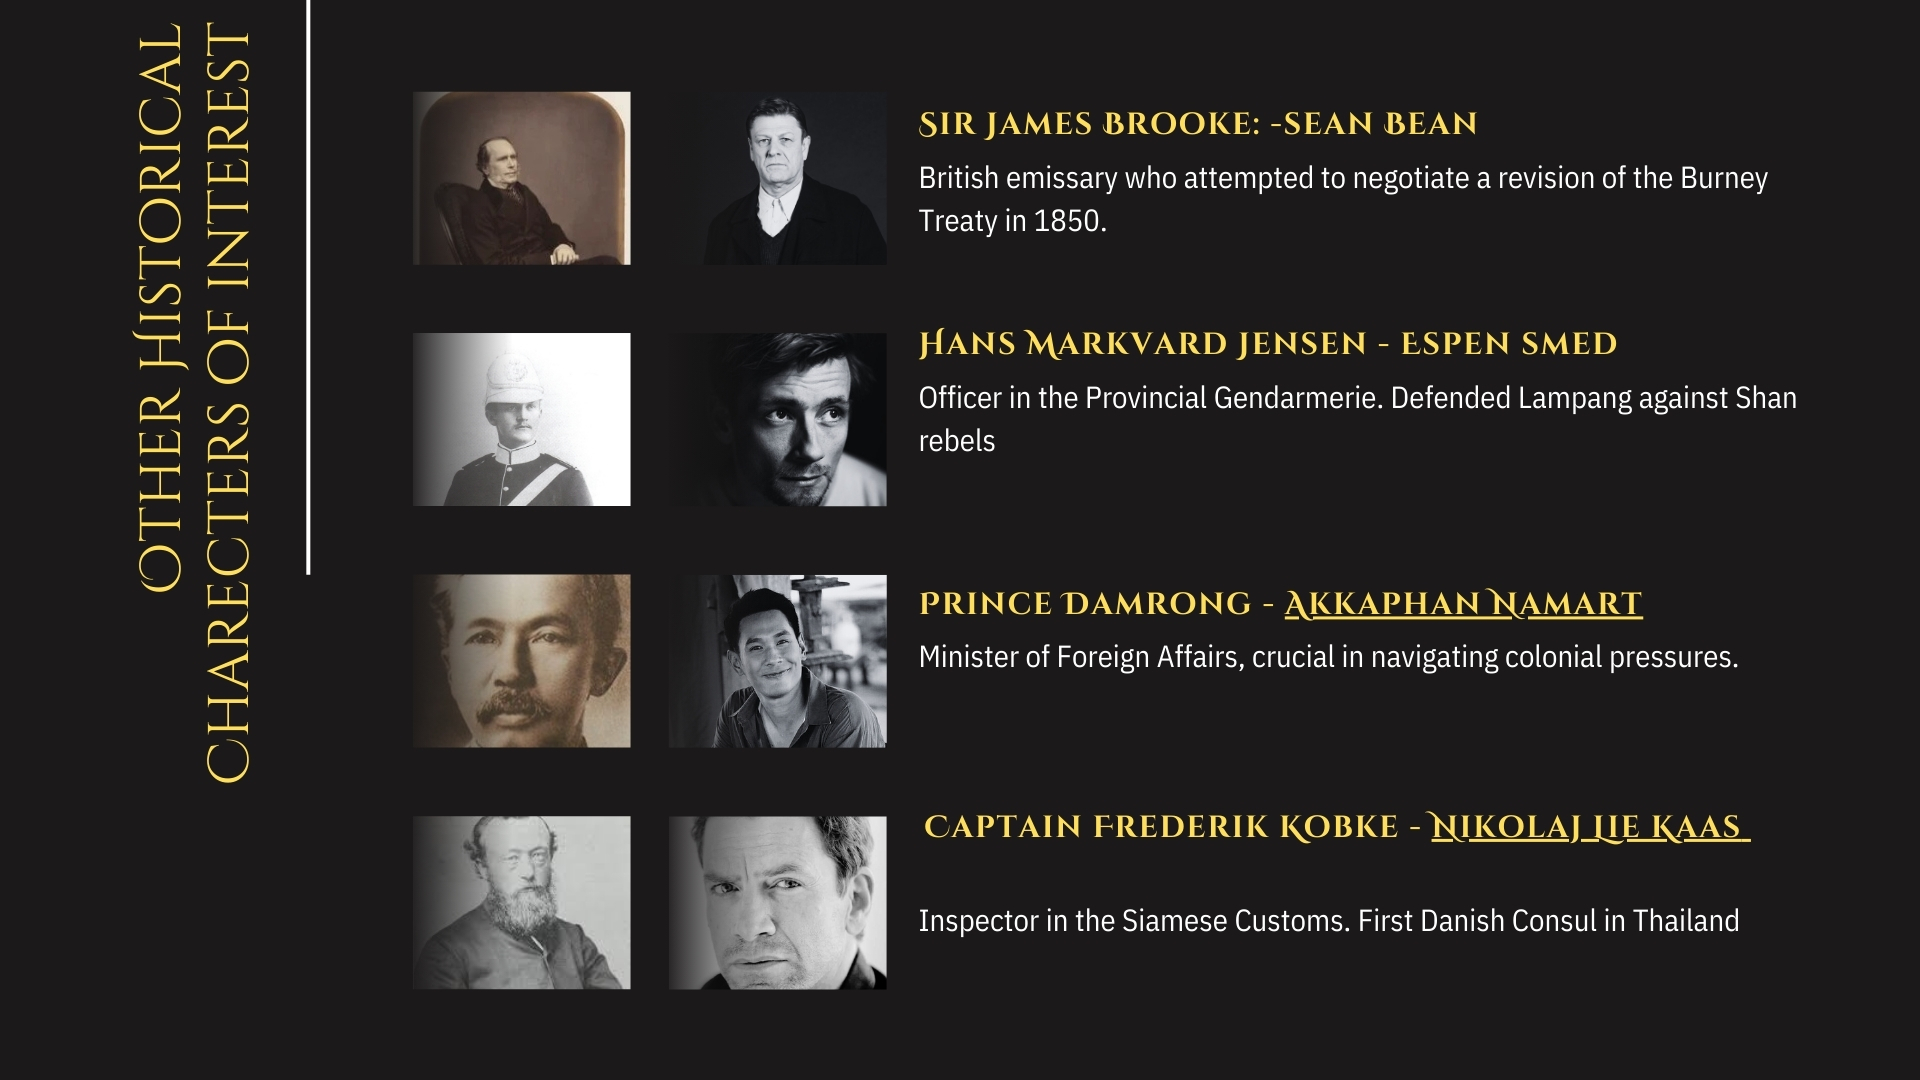 Other Historical
Charecters of interest
Sir James Brooke: -Sean Bean
British emissary who attempted to negotiate a revision of the Burney
Treaty in 1850.
Hans Markvard Jensen - Espen smed
Officer in the Provincial Gendarmerie. Defended Lampang against Shan
rebels
Prince Damrong - Akkaphan Namart
Minister of Foreign Affairs, crucial in navigating colonial pressures.
Captain Frederik Kobke - Nikolaj Lie Kaas
Inspector in the Siamese Customs. First Danish Consul in Thailand